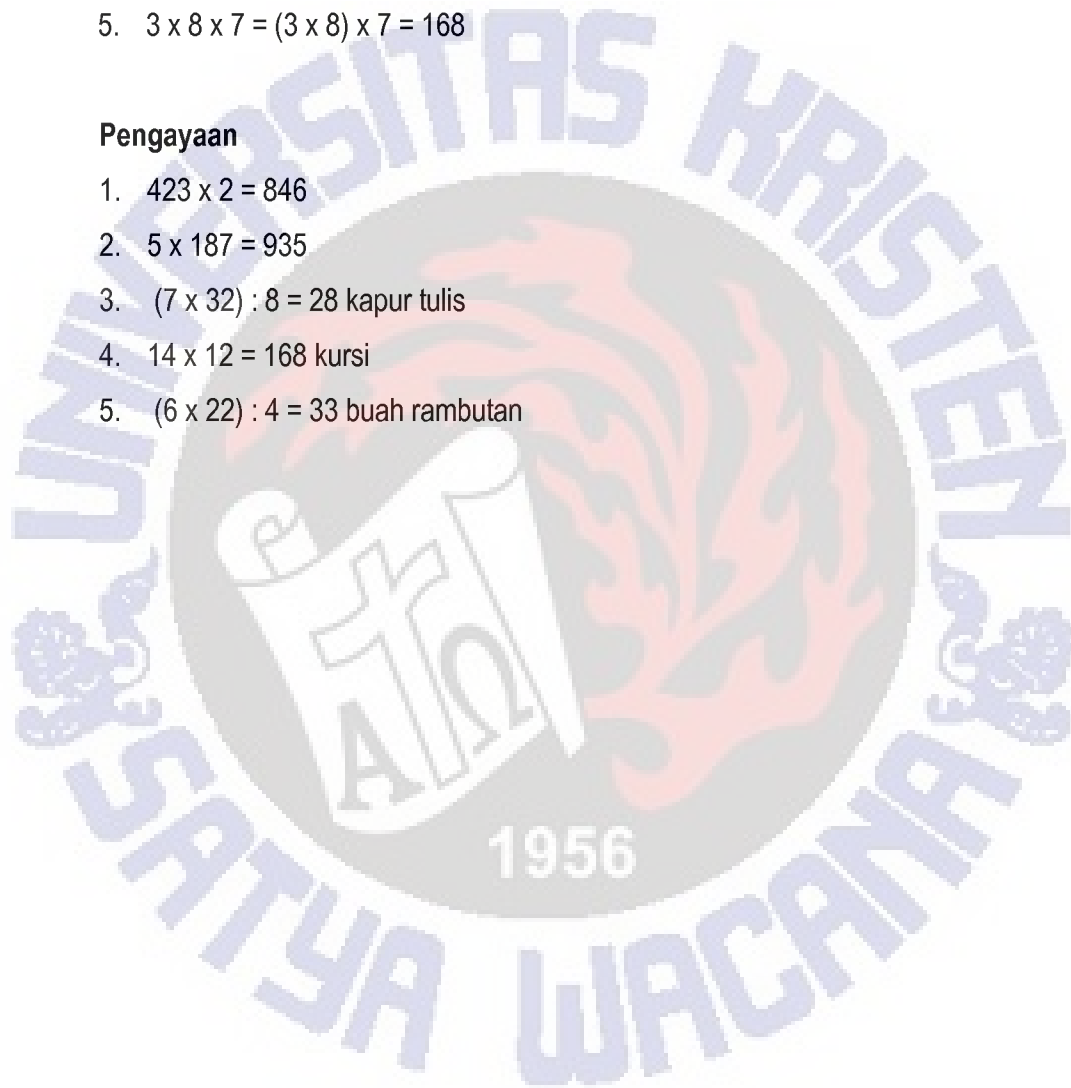 5. 3 x 8 x 7 = (3 x 8) x 7 = 168
Pengayaan
1. 423 x 2 = 846
2. 5 x 187 = 935
3. (7 x 32) : 8 = 28 kapur tulis
4. 14 x 12 = 168 kursi
5. (6 x 22) : 4 = 33 buah rambutan
UNIVERSITAS KRISTEN
Α Ω
1956
SATYA WACANA